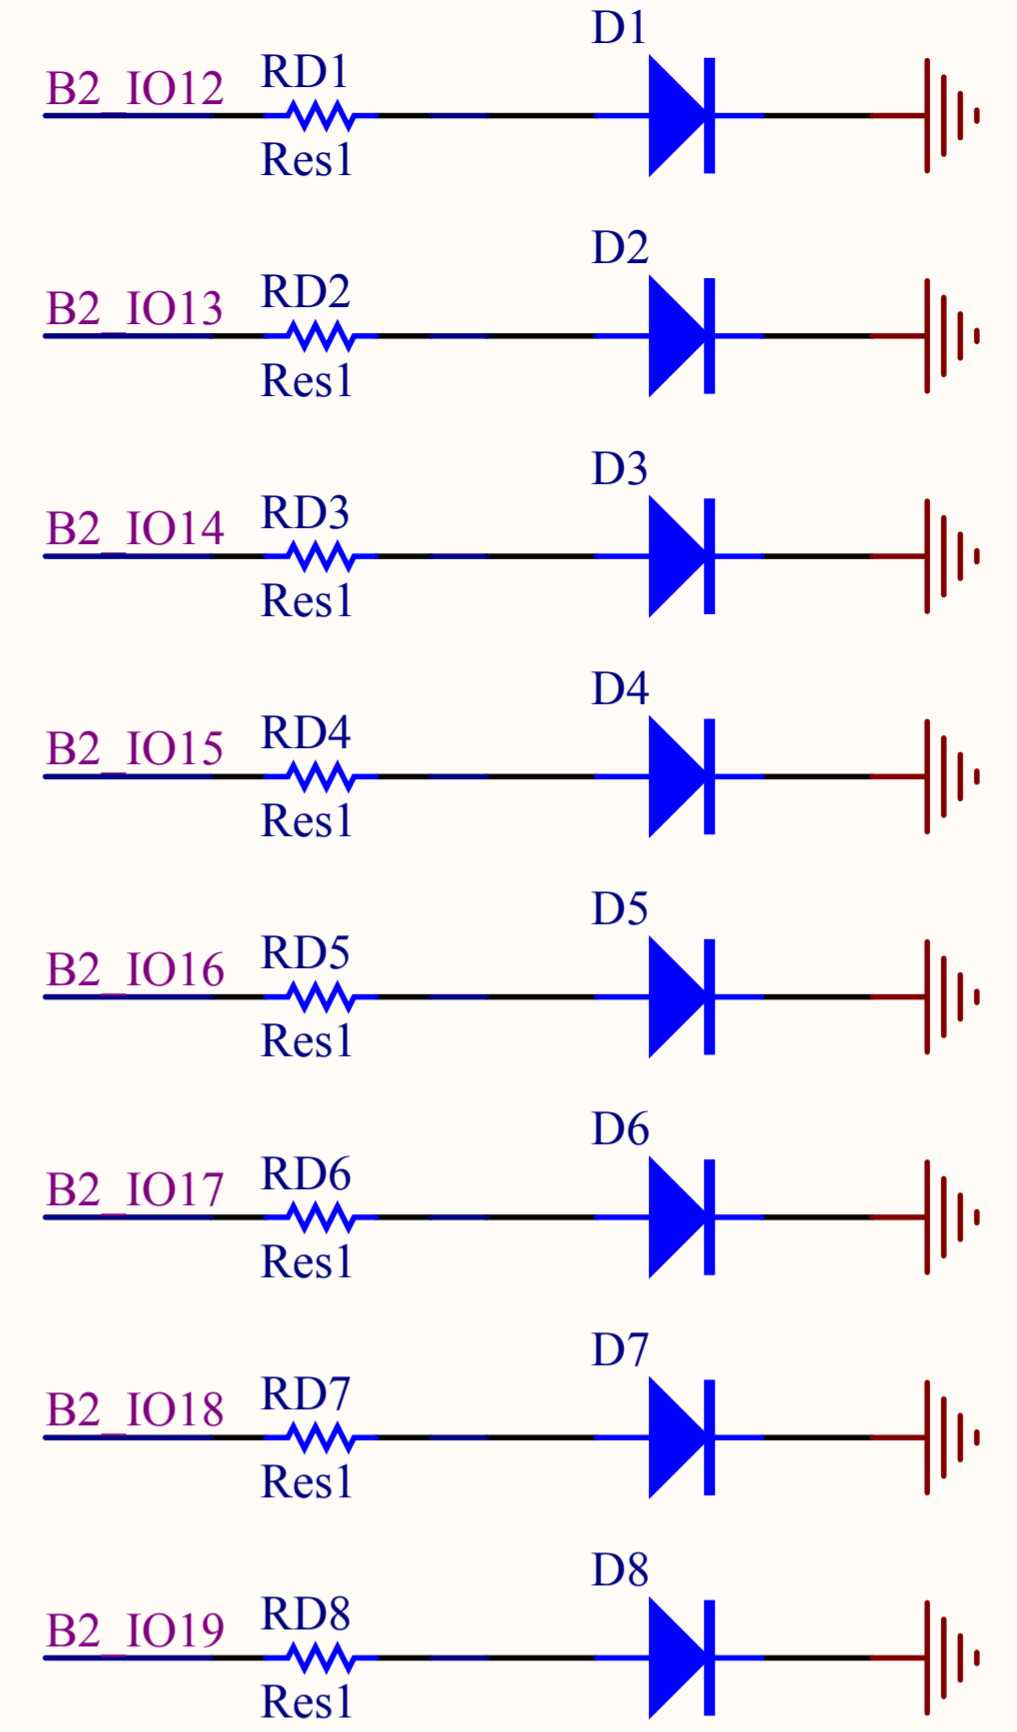 D1
B2_IO12
RD1
Res1
D2
B2_IO13
RD2
Res1
D3
B2_IO14
RD3
Res1
D4
B2_IO15
RD4
Res1
D5
B2_IO16
RD5
Res1
D6
B2_IO17
RD6
Res1
D7
B2_IO18
RD7
Res1
D8
B2_IO19
RD8
Res1